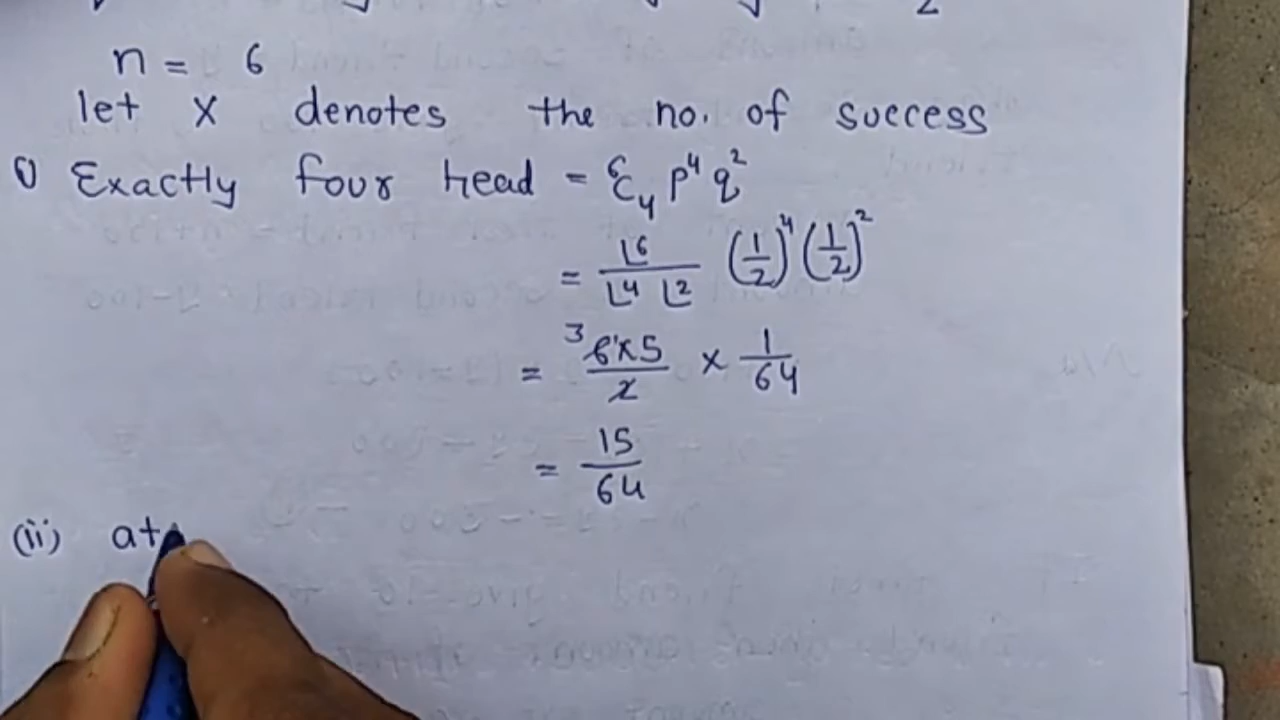 n = 6
let X denotes the no. of success
i) Exactly four head = ⁶C₄ p⁴ q²
= ⌊6 / ⌊4 ⌊2 (1/2)⁴ (1/2)²
= ³ 6×5 / 2 × 1/64
= 15/64
(ii) at